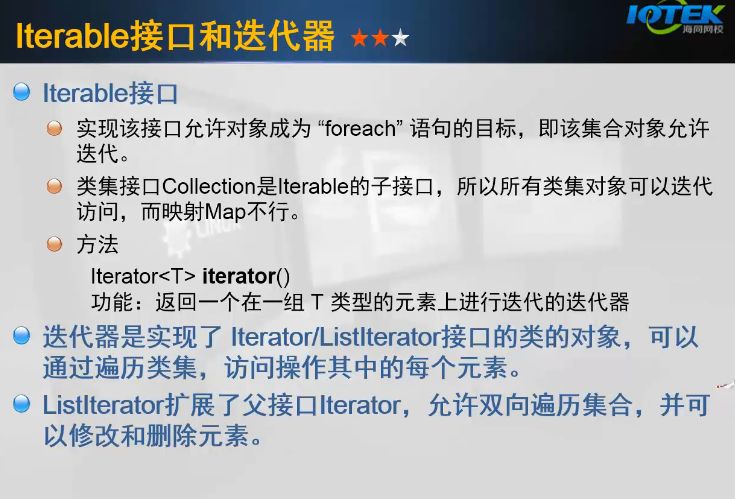 Iterable接口和迭代器
IOTEK
海同网校
Iterable接口
实现该接口允许对象成为 “foreach” 语句的目标，即该集合对象允许
迭代。
类集接口Collection是Iterable的子接口，所以所有类集对象可以迭代
访问，而映射Map不行。
方法
Iterator<T> iterator()
功能：返回一个在一组 T 类型的元素上进行迭代的迭代器
迭代器是实现了 Iterator/ListIterator接口的类的对象，可以
通过遍历类集，访问操作其中的每个元素。
ListIterator扩展了父接口Iterator，允许双向遍历集合，并可
以修改和删除元素。